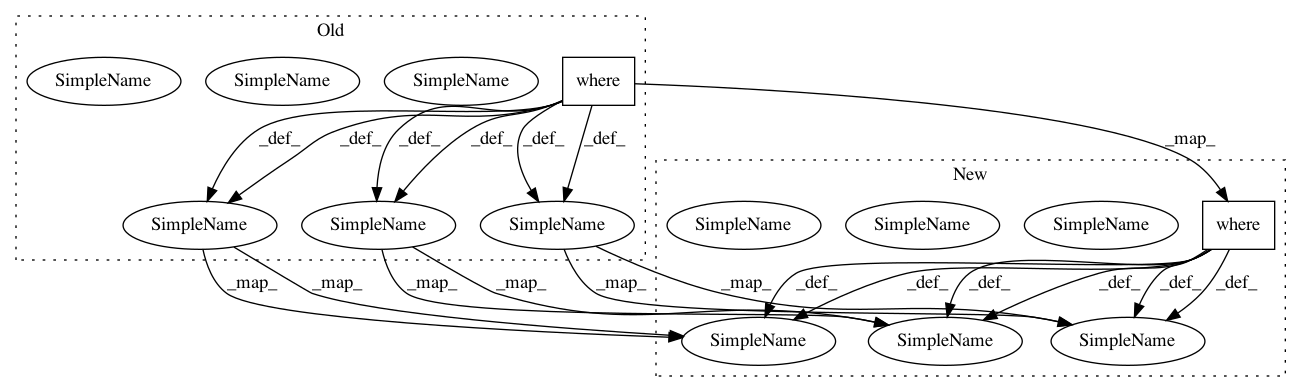 Old
SimpleName SimpleName SimpleName where
_def_ _def_ _def_ _def_ _def_ _def_
_map_
New
SimpleName SimpleName SimpleName
SimpleName SimpleName SimpleName where
_map_ _map_ _map_ _map_ _map_ _map_ _def_ _def_ _def_ _def_ _def_ _def_
SimpleName SimpleName SimpleName